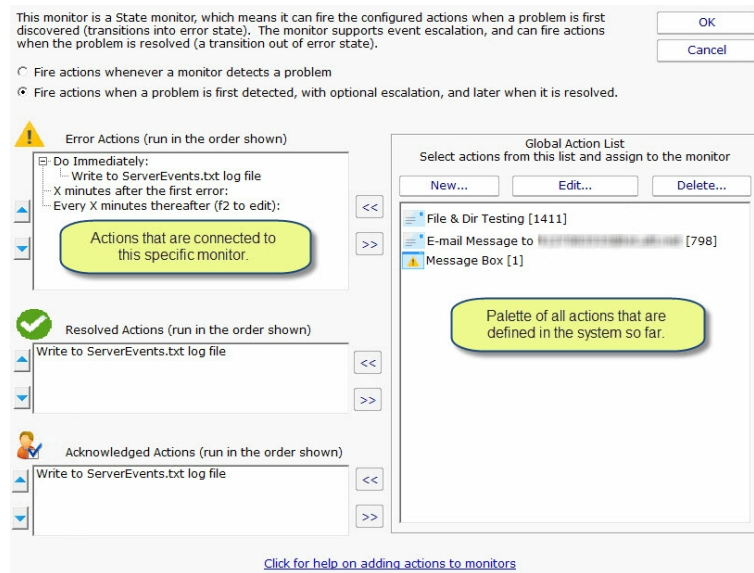 This monitor is a State monitor, which means it can fire the configured actions when a problem is first
discovered (transitions into error state). The monitor supports event escalation, and can fire actions
when the problem is resolved (a transition out of error state).
OK
Cancel
Fire actions whenever a monitor detects a problem
Fire actions when a problem is first detected, with optional escalation, and later when it is resolved.
Error Actions (run in the order shown)
Do Immediately:
Write to ServerEvents.txt log file
X minutes after the first error:
Every X minutes thereafter (f2 to edit):
Actions that are connected to
this specific monitor.
<<
>>
Resolved Actions (run in the order shown)
Write to ServerEvents.txt log file
<<
>>
Acknowledged Actions (run in the order shown)
Write to ServerEvents.txt log file
<<
>>
Global Action List
Select actions from this list and assign to the monitor
New...
Edit...
Delete...
File & Dir Testing [1411]
E-mail Message to [798]
Message Box [1]
Palette of all actions that are
defined in the system so far.
Click for help on adding actions to monitors